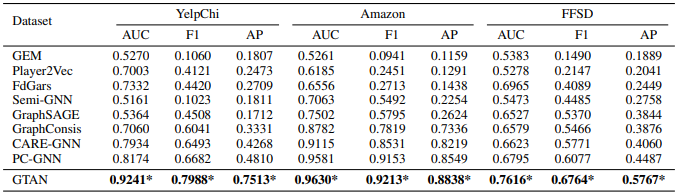 Dataset YelpChi Amazon FFSD
AUC F1 AP AUC F1 AP AUC F1 AP
GEM 0.5270 0.1060 0.1807 0.5261 0.0941 0.1159 0.5383 0.1490 0.1889
Player2Vec 0.7003 0.4121 0.2473 0.6185 0.2451 0.1291 0.5278 0.2147 0.2041
FdGars 0.7332 0.4420 0.2709 0.6556 0.2713 0.1438 0.6965 0.4089 0.2449
Semi-GNN 0.5161 0.1023 0.1811 0.7063 0.5492 0.2254 0.5473 0.4485 0.2758
GraphSAGE 0.5364 0.4508 0.1712 0.7502 0.5795 0.2624 0.6527 0.5370 0.3844
GraphConsis 0.7060 0.6041 0.3331 0.8782 0.7819 0.7336 0.6579 0.5466 0.3876
CARE-GNN 0.7934 0.6493 0.4268 0.9115 0.8531 0.8219 0.6623 0.5771 0.4060
PC-GNN 0.8174 0.6682 0.4810 0.9581 0.9153 0.8549 0.6795 0.6077 0.4487
GTAN 0.9241* 0.7988* 0.7513* 0.9630* 0.9213* 0.8838* 0.7616* 0.6764* 0.5767*